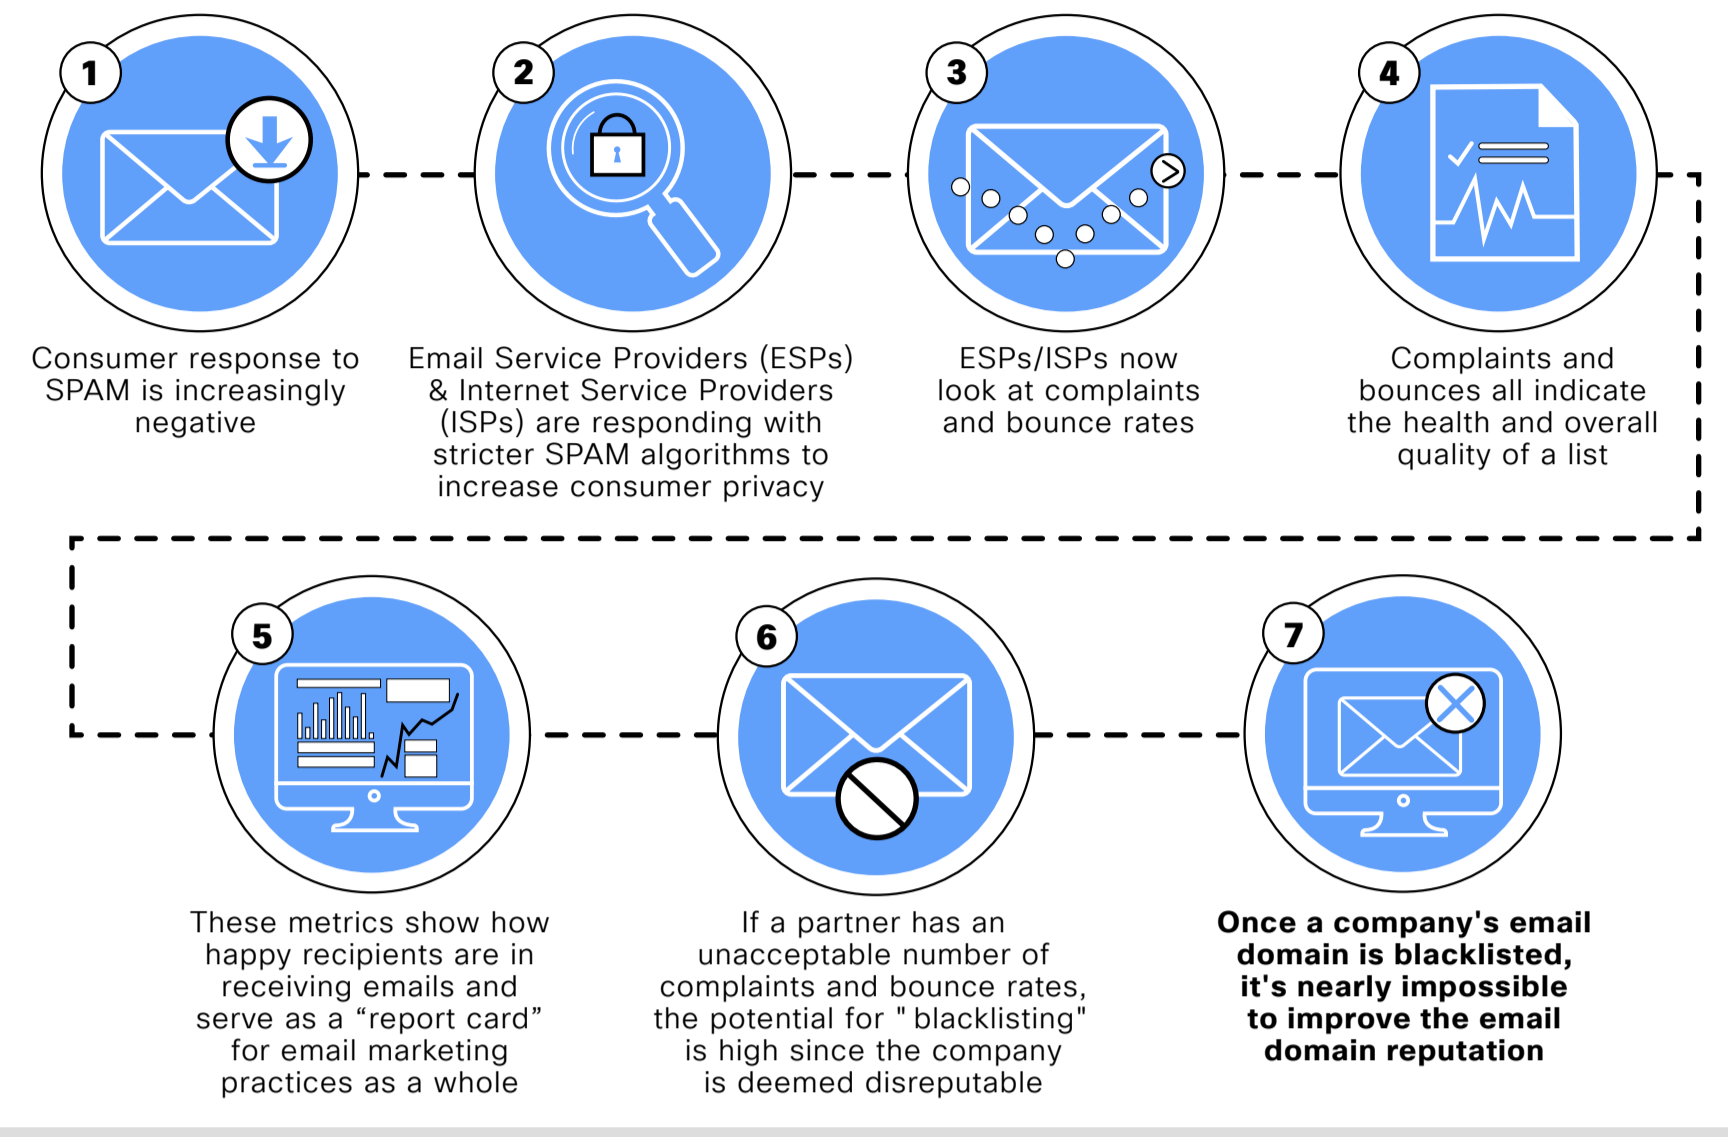 1
Consumer response to
SPAM is increasingly
negative
2
Email Service Providers (ESPs)
& Internet Service Providers
(ISPs) are responding with
stricter SPAM algorithms to
increase consumer privacy
3
ESPs/ISPs now
look at complaints
and bounce rates
4
Complaints and
bounces all indicate
the health and overall
quality of a list
5
These metrics show how
happy recipients are in
receiving emails and
serve as a “report card”
for email marketing
practices as a whole
6
If a partner has an
unacceptable number of
complaints and bounce rates,
the potential for "blacklisting"
is high since the company
is deemed disreputable
7
Once a company's email
domain is blacklisted,
it's nearly impossible
to improve the email
domain reputation